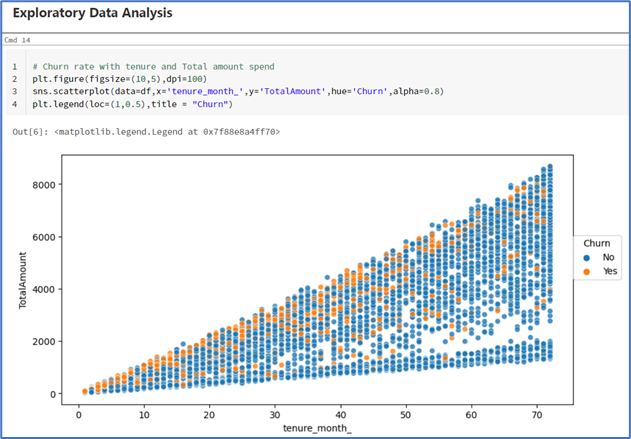 Exploratory Data Analysis
Cmd 14
1 # Churn rate with tenure and Total amount spend
2 plt.figure(figsize=(10,5),dpi=100)
3 sns.scatterplot(data=df,x='tenure_month_',y='TotalAmount',hue='Churn',alpha=0.8)
4 plt.legend(loc=(1,0.5),title = "Churn")
Out[6]: <matplotlib.legend.Legend at 0x7f88e8a4ff70>
8000
6000
4000
2000
0
TotalAmount
Churn
No
Yes
0 10 20 30 40 50 60 70
tenure_month_